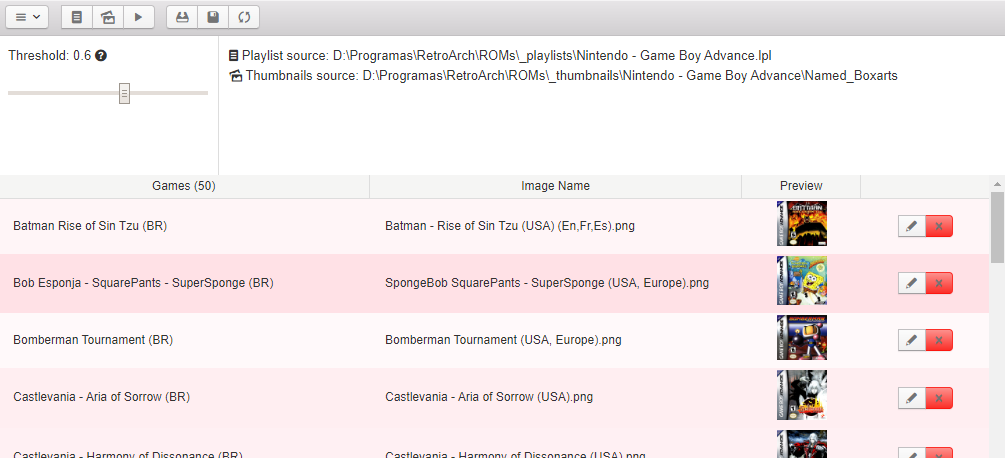 Threshold: 0.6
Playlist source: D:\Programas\RetroArch\ROMs\_playlists\Nintendo - Game Boy Advance.lpl
Thumbnails source: D:\Programas\RetroArch\ROMs\_thumbnails\Nintendo - Game Boy Advance\Named_Boxarts
Games (50) Image Name Preview
Batman Rise of Sin Tzu (BR) Batman - Rise of Sin Tzu (USA) (En,Fr,Es).png
Bob Esponja - SquarePants - SuperSponge (BR) SpongeBob SquarePants - SuperSponge (USA, Europe).png
Bomberman Tournament (BR) Bomberman Tournament (USA, Europe).png
Castlevania - Aria of Sorrow (BR) Castlevania - Aria of Sorrow (USA).png
Castlevania - Harmony of Dissonance (BR) Castlevania - Harmony of Dissonance (USA).png